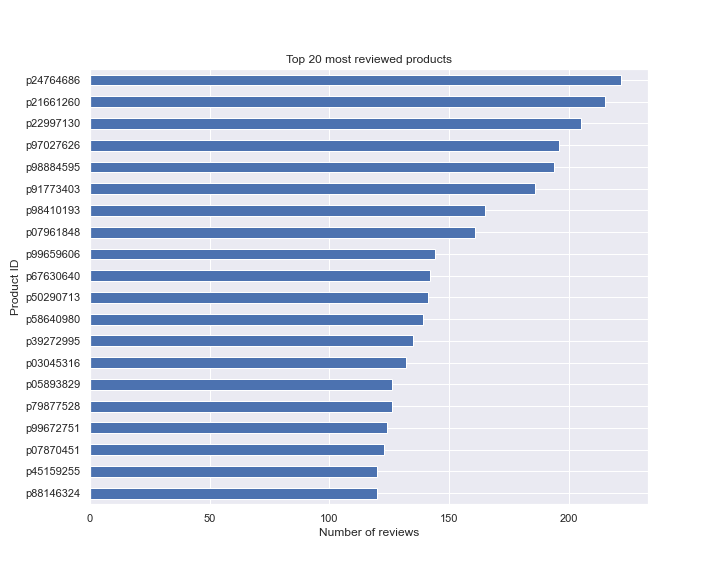 Top 20 most reviewed products
Product ID
p24764686
p21661260
p22997130
p97027626
p98884595
p91773403
p98410193
p07961848
p99659606
p67630640
p50290713
p58640980
p39272995
p03045316
p05893829
p79877528
p99672751
p07870451
p45159255
p88146324
0 50 100 150 200
Number of reviews